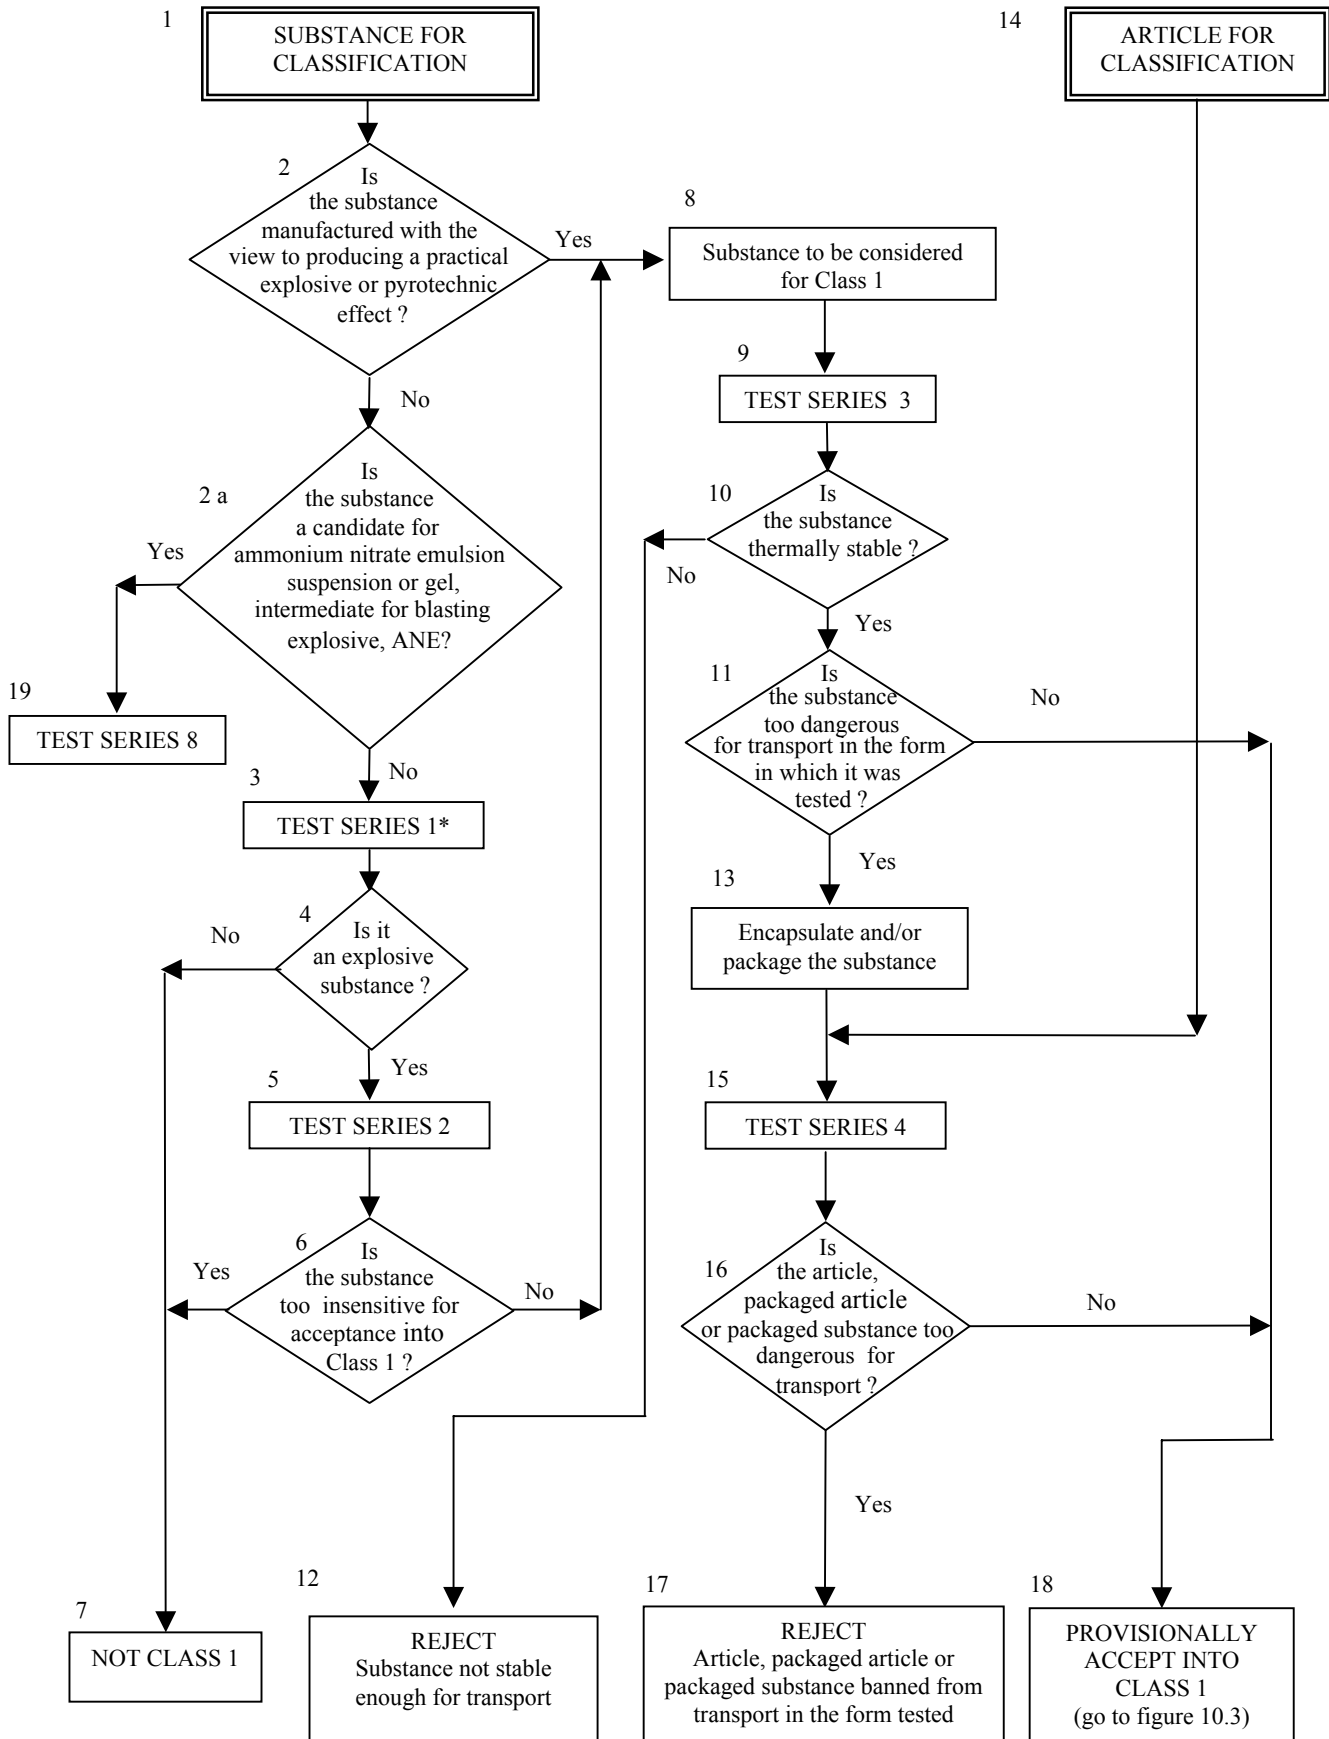 1
SUBSTANCE FOR
CLASSIFICATION
14
ARTICLE FOR
CLASSIFICATION
2
Is
the substance
manufactured with the
view to producing a practical
explosive or pyrotechnic
effect ?
Yes
No
8
Substance to be considered
for Class 1
9
TEST SERIES 3
2 a
Is
the substance
a candidate for
ammonium nitrate emulsion
suspension or gel,
intermediate for blasting
explosive, ANE?
Yes
No
19
TEST SERIES 8
10
Is
the substance
thermally stable ?
No
Yes
11
Is
the substance
too dangerous
for transport in the form
in which it was
tested ?
No
Yes
3
TEST SERIES 1*
4
Is it
an explosive
substance ?
No
Yes
13
Encapsulate and/or
package the substance
5
TEST SERIES 2
15
TEST SERIES 4
6
Is
the substance
too insensitive for
acceptance into
Class 1 ?
Yes
No
16
Is
the article,
packaged article
or packaged substance too
dangerous for
transport ?
No
Yes
7
NOT CLASS 1
12
REJECT
Substance not stable
enough for transport
17
REJECT
Article, packaged article or
packaged substance banned from
transport in the form tested
18
PROVISIONALLY
ACCEPT INTO
CLASS 1
(go to figure 10.3)